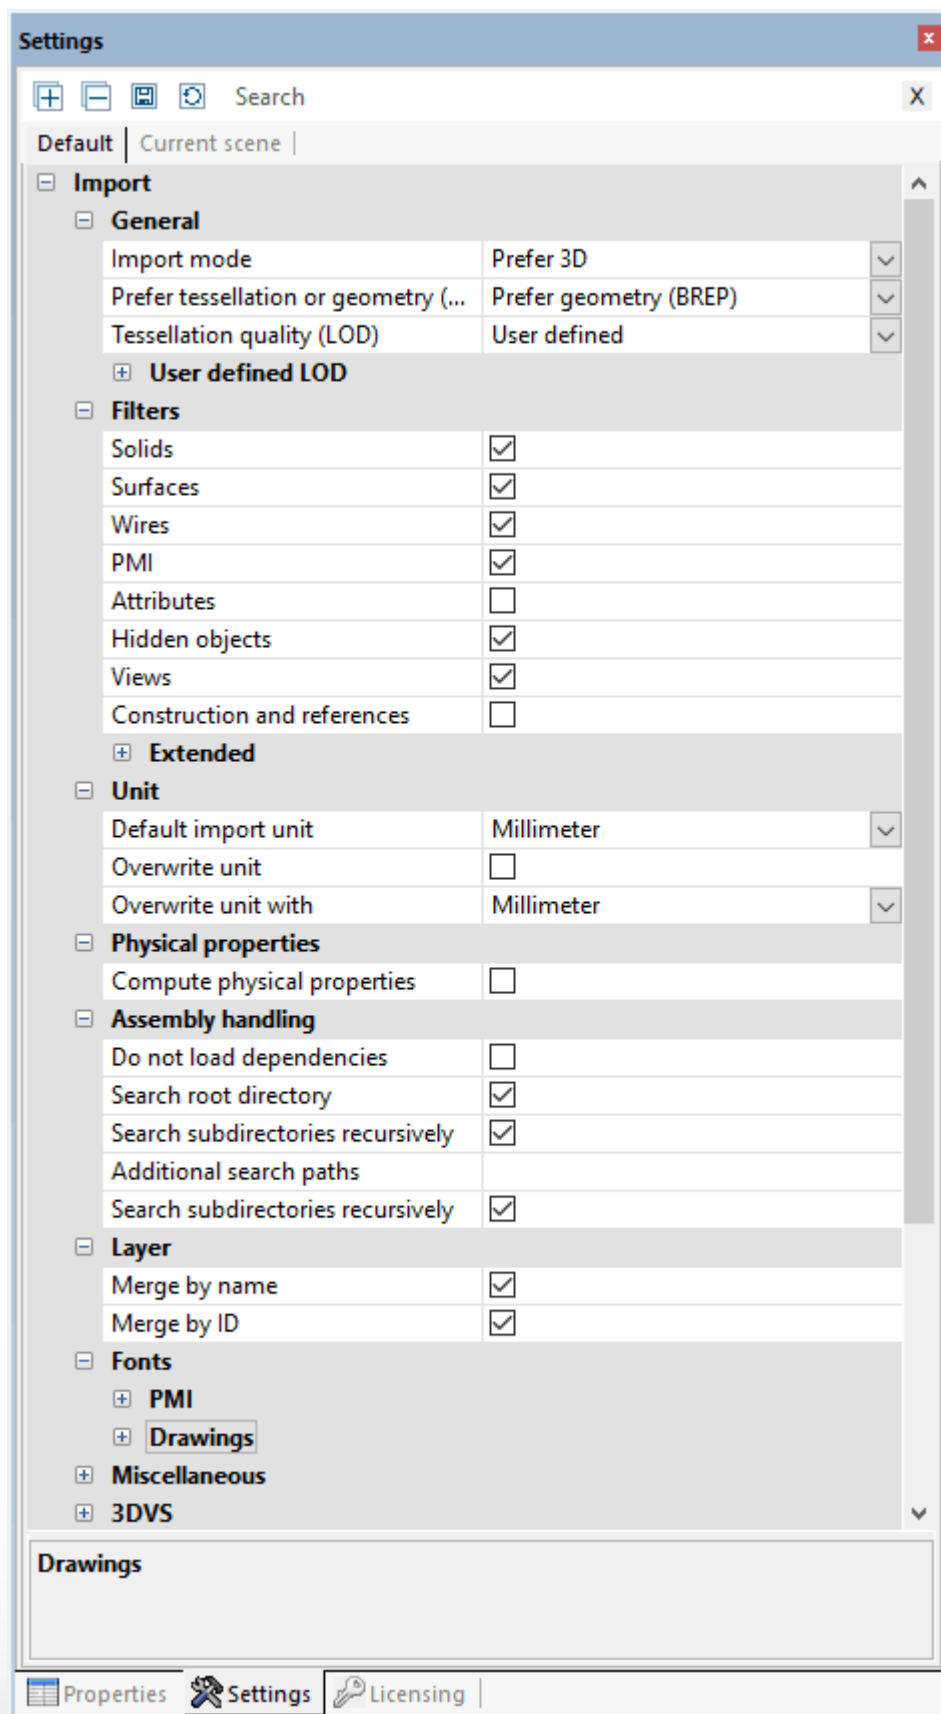 Settings
Search X
Default Current scene
Import
General
Import mode Prefer 3D
Prefer tessellation or geometry (... Prefer geometry (BREP)
Tessellation quality (LOD) User defined
User defined LOD
Filters
Solids
Surfaces
Wires
PMI
Attributes
Hidden objects
Views
Construction and references
Extended
Unit
Default import unit Millimeter
Overwrite unit
Overwrite unit with Millimeter
Physical properties
Compute physical properties
Assembly handling
Do not load dependencies
Search root directory
Search subdirectories recursively
Additional search paths
Search subdirectories recursively
Layer
Merge by name
Merge by ID
Fonts
PMI
Drawings
Miscellaneous
3DVS
Drawings
Properties Settings Licensing